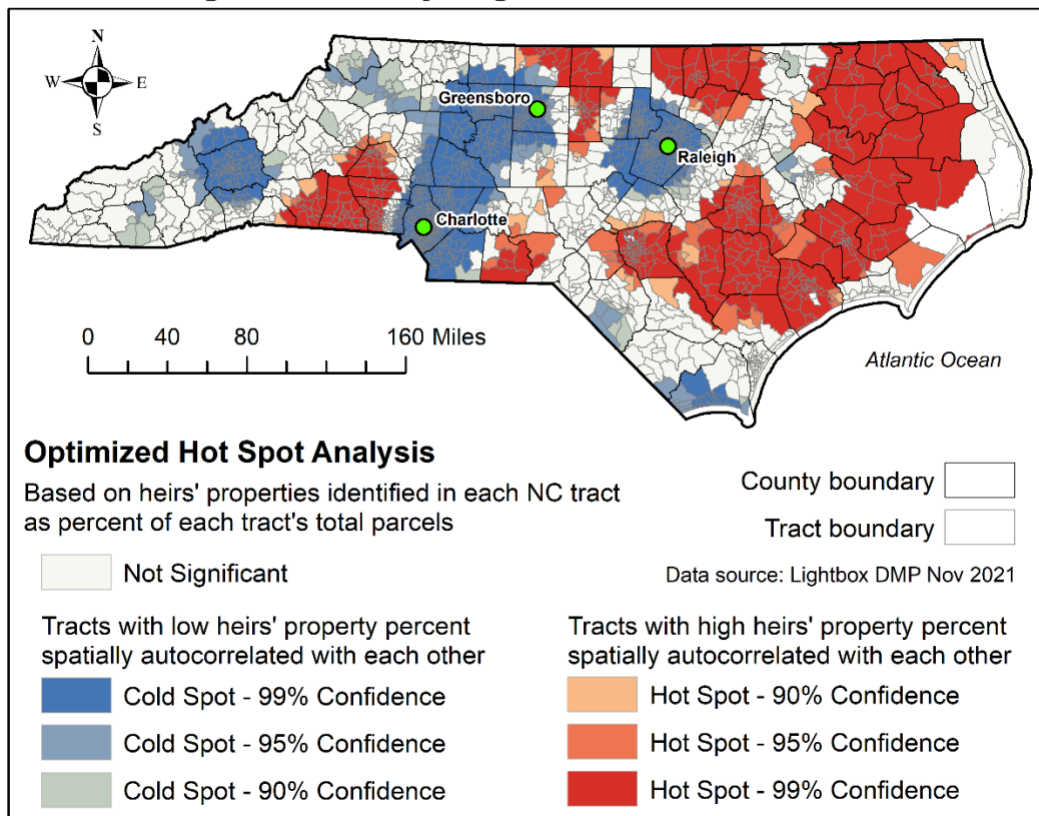 N
W E
S
Greensboro
Raleigh
Charlotte
0 40 80 160 Miles
Atlantic Ocean
Optimized Hot Spot Analysis
Based on heirs' properties identified in each NC tract
as percent of each tract's total parcels
County boundary
Tract boundary
Not Significant
Data source: Lightbox DMP Nov 2021
Tracts with low heirs' property percent
spatially autocorrelated with each other
Cold Spot - 99% Confidence
Cold Spot - 95% Confidence
Cold Spot - 90% Confidence
Tracts with high heirs' property percent
spatially autocorrelated with each other
Hot Spot - 90% Confidence
Hot Spot - 95% Confidence
Hot Spot - 99% Confidence